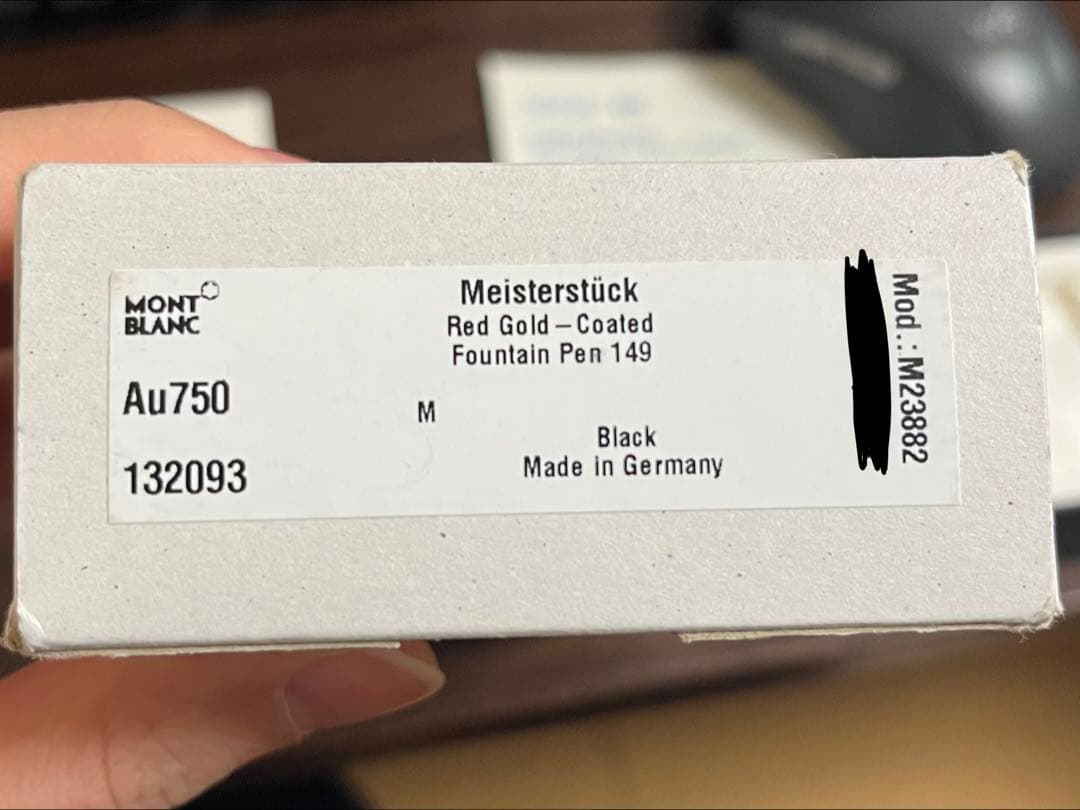 MONT
BLANC
Meisterstück
Red Gold – Coated
Fountain Pen 149
Au750
M
Black
132093
Made in Germany
Mod.: M23882